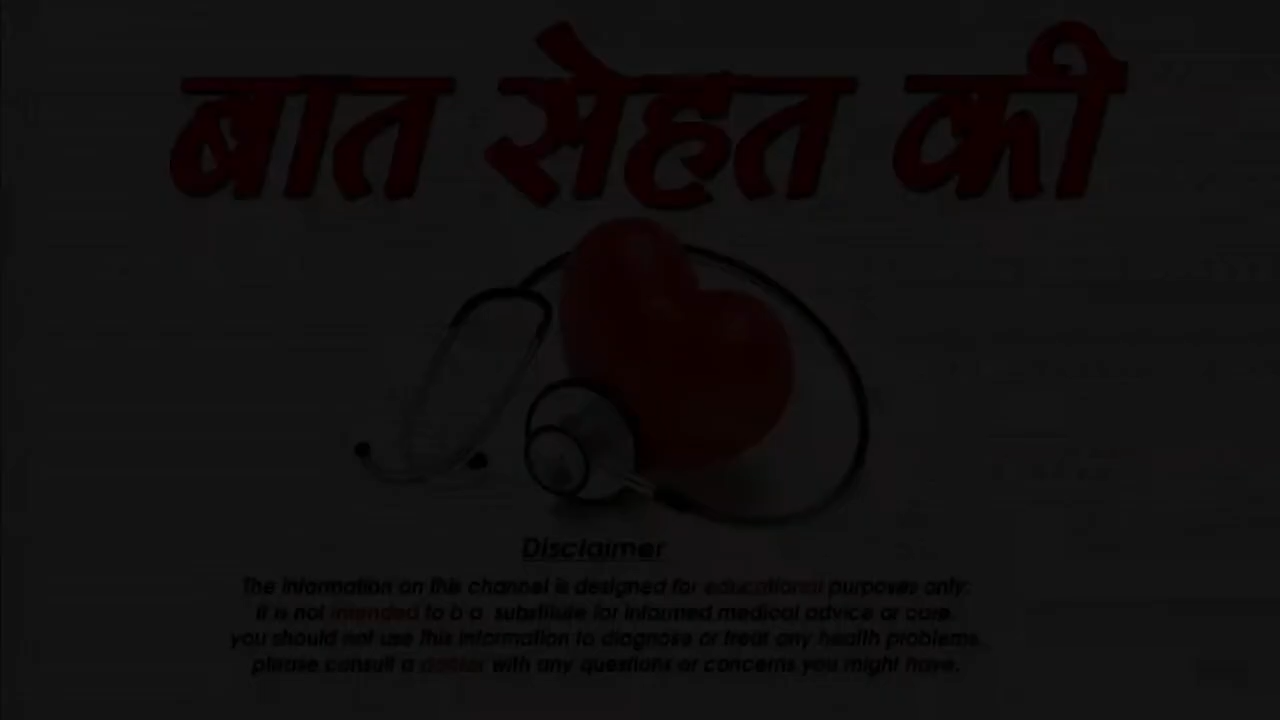 बात सेहत की
Disclaimer
The information on this channel is designed for educational purposes only.
it is not intended to b a substitute for informed medical advice or care.
you should not use this information to diagnose or treat any health problems.
please consult a doctor with any questions or concerns you might have.